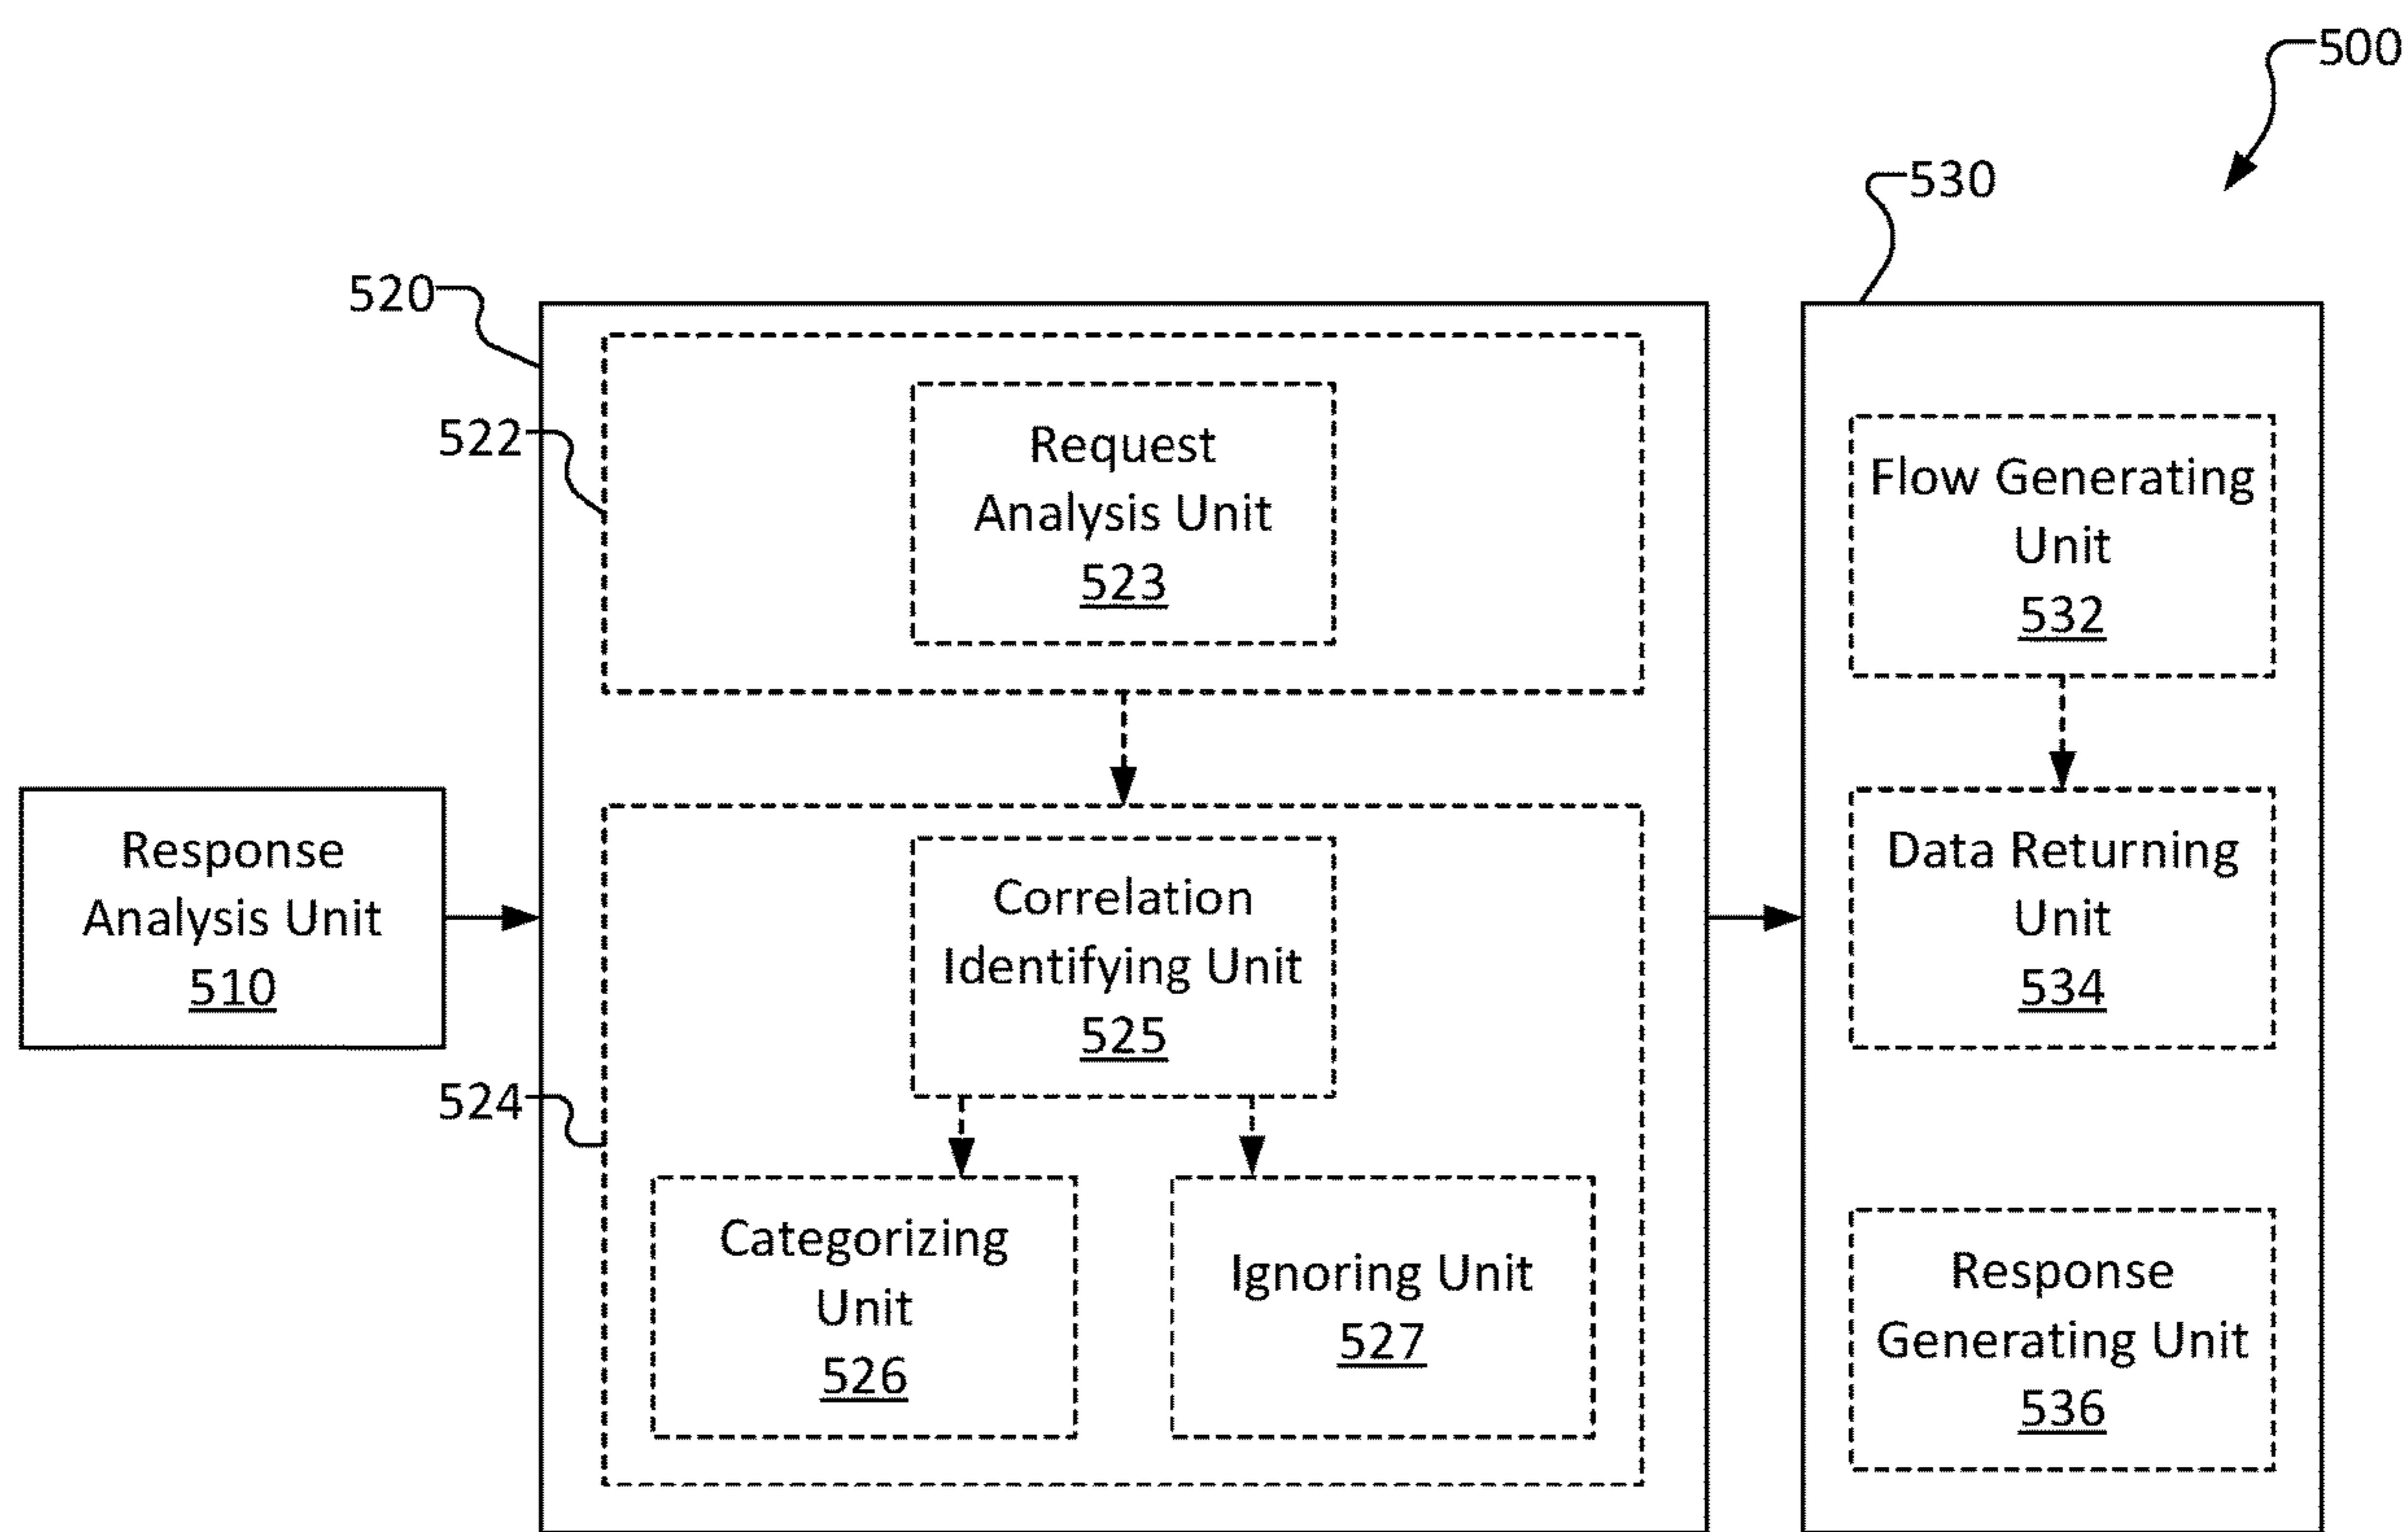 500
530
520
522
Request
Analysis Unit
523
Flow Generating
Unit
532
Response
Analysis Unit
510
Correlation
Identifying Unit
525
Data Returning
Unit
534
524
Categorizing
Unit
526
Ignoring Unit
527
Response
Generating Unit
536